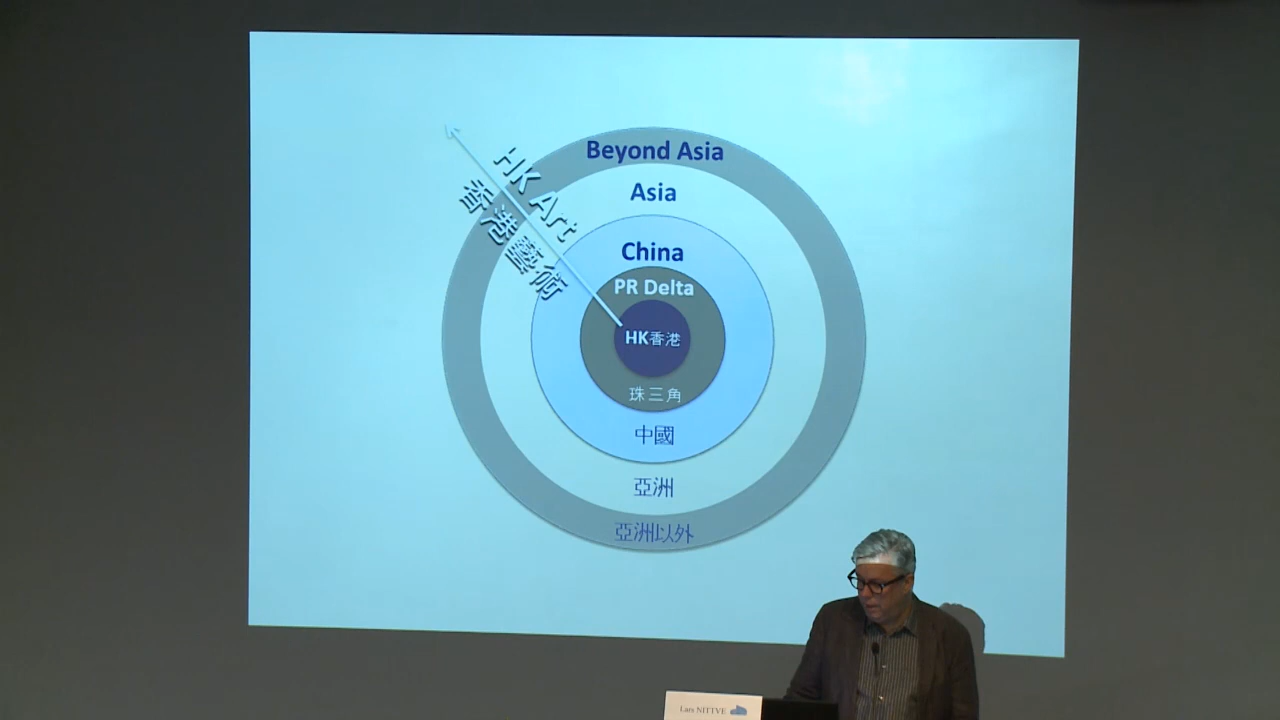 Beyond Asia
Asia
HK Art
香港藝術
China
PR Delta
HK香港
珠三角
中國
亞洲
亞洲以外
Lars NITTVE